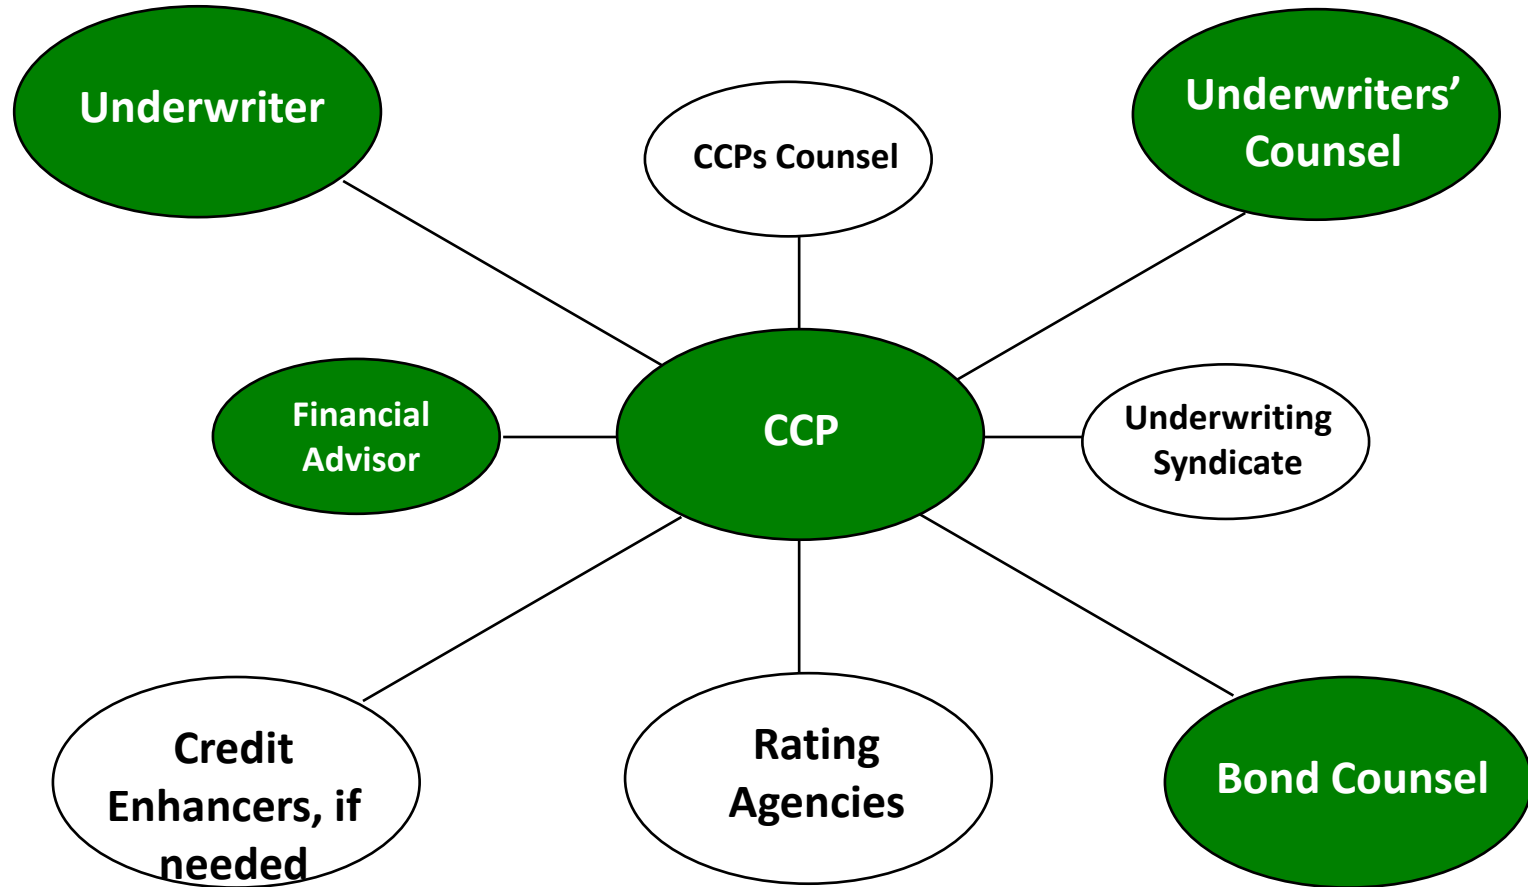 Underwriter
CCPs Counsel
Underwriters’
Counsel
Financial
Advisor
CCP
Underwriting
Syndicate
Credit
Enhancers, if
needed
Rating
Agencies
Bond Counsel